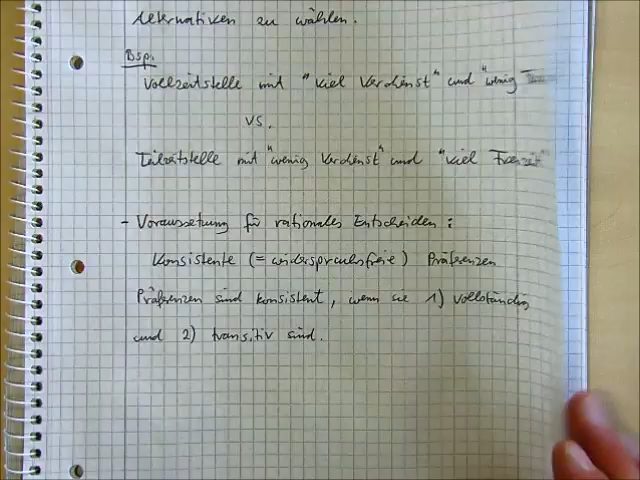 Alternativen zu wählen.
Bsp.
Vollzeitstelle mit "viel Verdienst" und "wenig
vs.
Teilzeitstelle mit "wenig Verdienst" und "viel Freizeit"
- Voraussetzung für rationales Entscheiden:
Konsistente (= widerspruchsfreie) Präferenzen
Präferenzen sind konsistent, wenn sie 1) vollständig
und 2) transitiv sind.